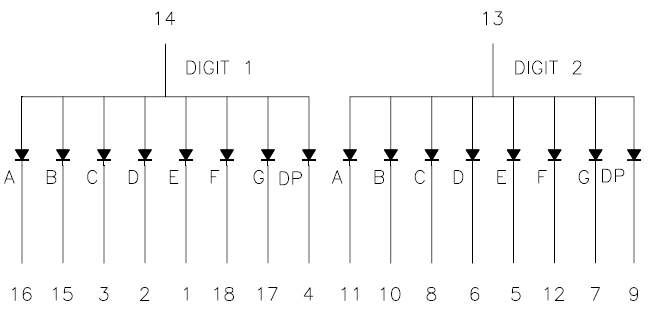 14 13
DIGIT 1 DIGIT 2
A B C D E F G DP A B C D E F G DP
16 15 3 2 1 18 17 4 11 10 8 6 5 12 7 9